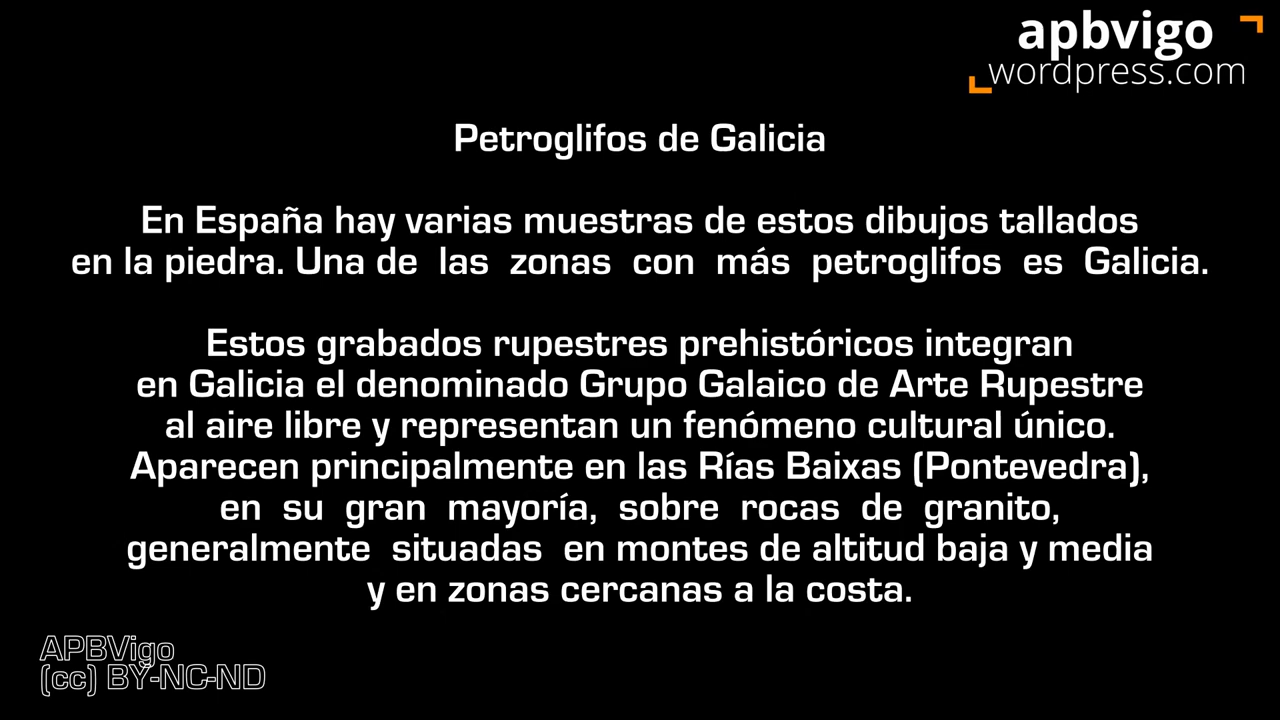 apbvigo
wordpress.com
Petroglifos de Galicia
En España hay varias muestras de estos dibujos tallados
en la piedra. Una de las zonas con más petroglifos es Galicia.
Estos grabados rupestres prehistóricos integran
en Galicia el denominado Grupo Galaico de Arte Rupestre
al aire libre y representan un fenómeno cultural único.
Aparecen principalmente en las Rías Baixas (Pontevedra),
en su gran mayoría, sobre rocas de granito,
generalmente situadas en montes de altitud baja y media
y en zonas cercanas a la costa.
APBVigo
(cc) BY-NC-ND